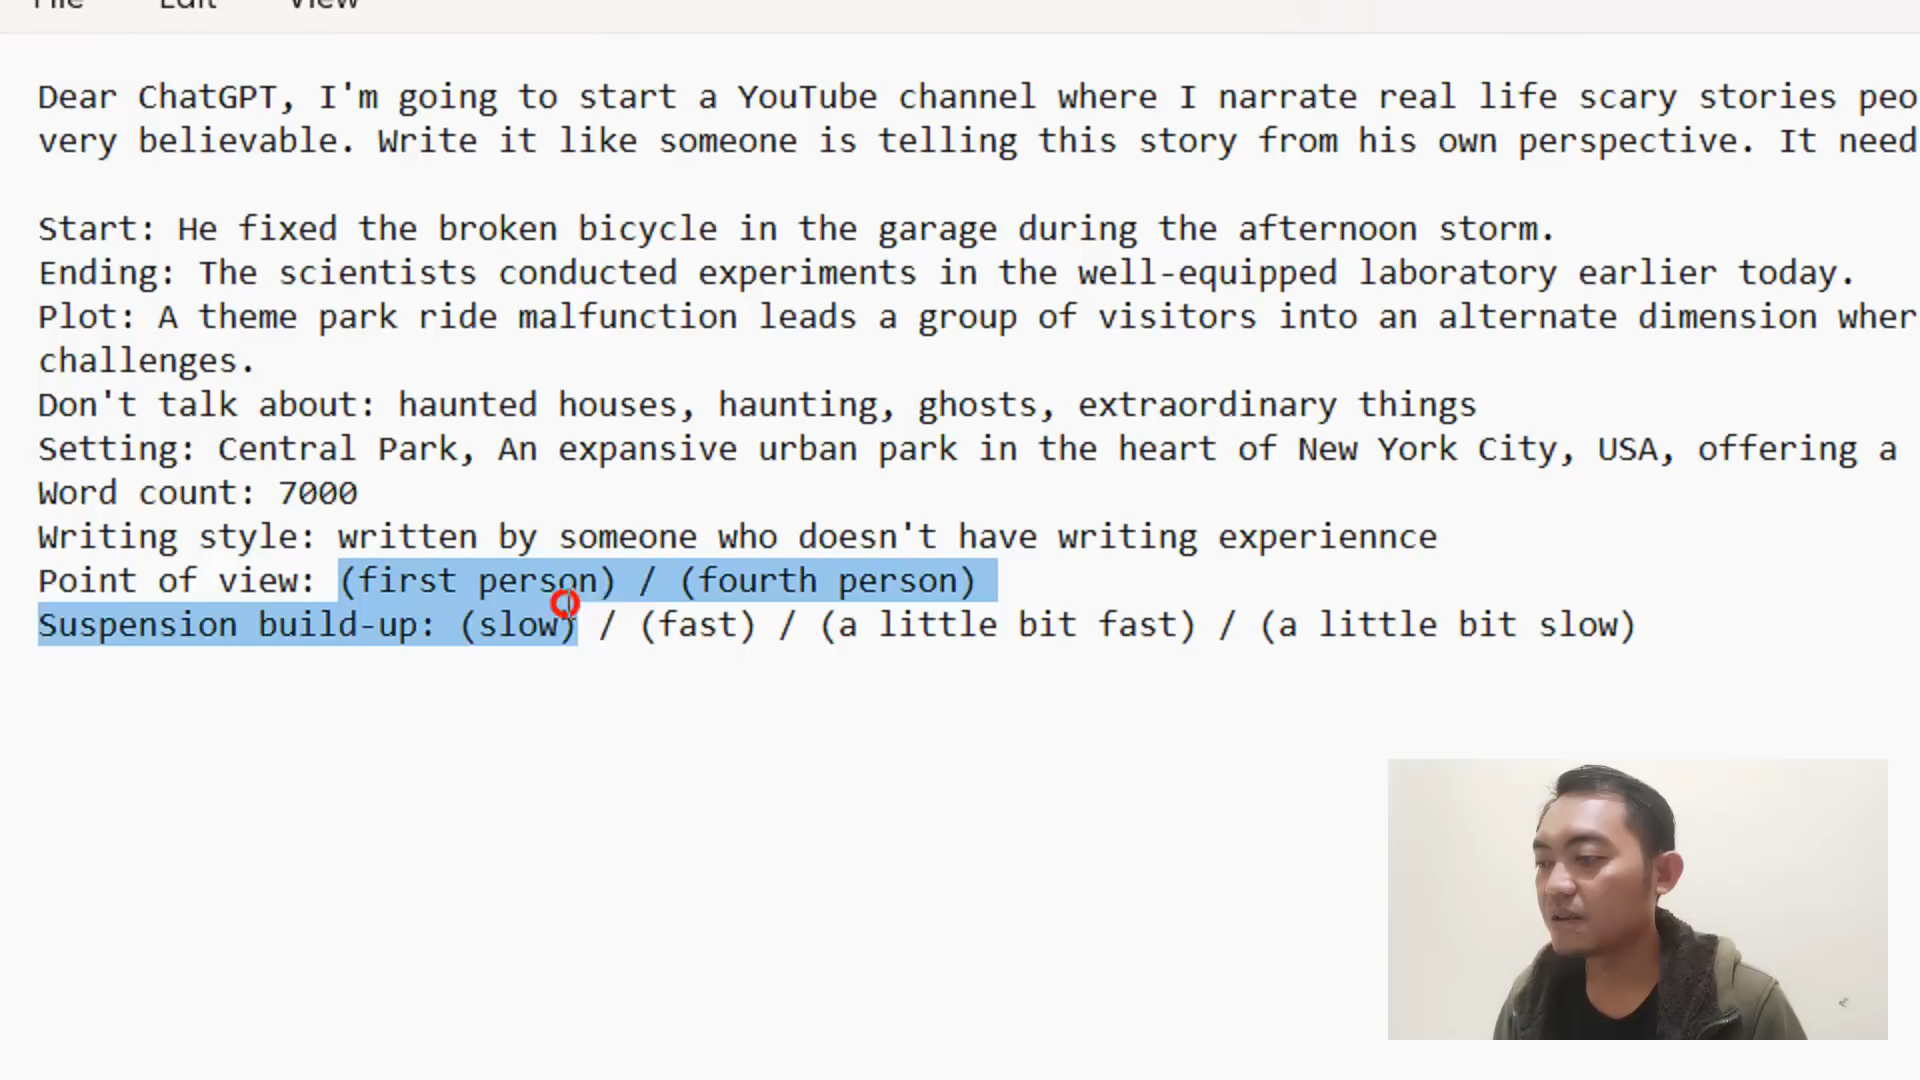 File Edit View
Dear ChatGPT, I'm going to start a YouTube channel where I narrate real life scary stories peo
very believable. Write it like someone is telling this story from his own perspective. It need
Start: He fixed the broken bicycle in the garage during the afternoon storm.
Ending: The scientists conducted experiments in the well-equipped laboratory earlier today.
Plot: A theme park ride malfunction leads a group of visitors into an alternate dimension wher
challenges.
Don't talk about: haunted houses, haunting, ghosts, extraordinary things
Setting: Central Park, An expansive urban park in the heart of New York City, USA, offering a
Word count: 7000
Writing style: written by someone who doesn't have writing experiennce
Point of view: (first person) / (fourth person)
Suspension build-up: (slow) / (fast) / (a little bit fast) / (a little bit slow)